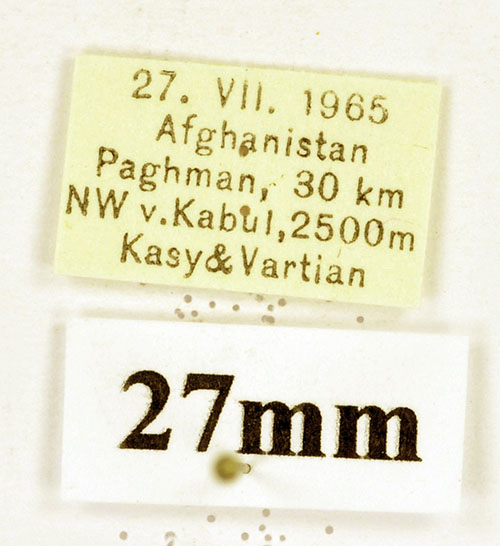 27. VII. 1965
Afghanistan
Paghman, 30 km
NW v.Kabul,2500m
Kasy&Vartian
27mm